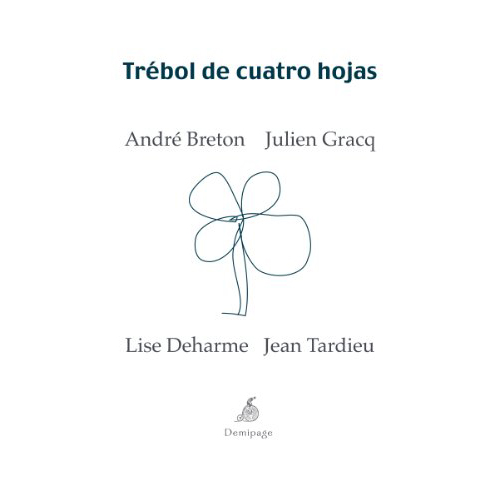 Trébol de cuatro hojas
André Breton Julien Gracq
Lise Deharme Jean Tardieu
Demipage